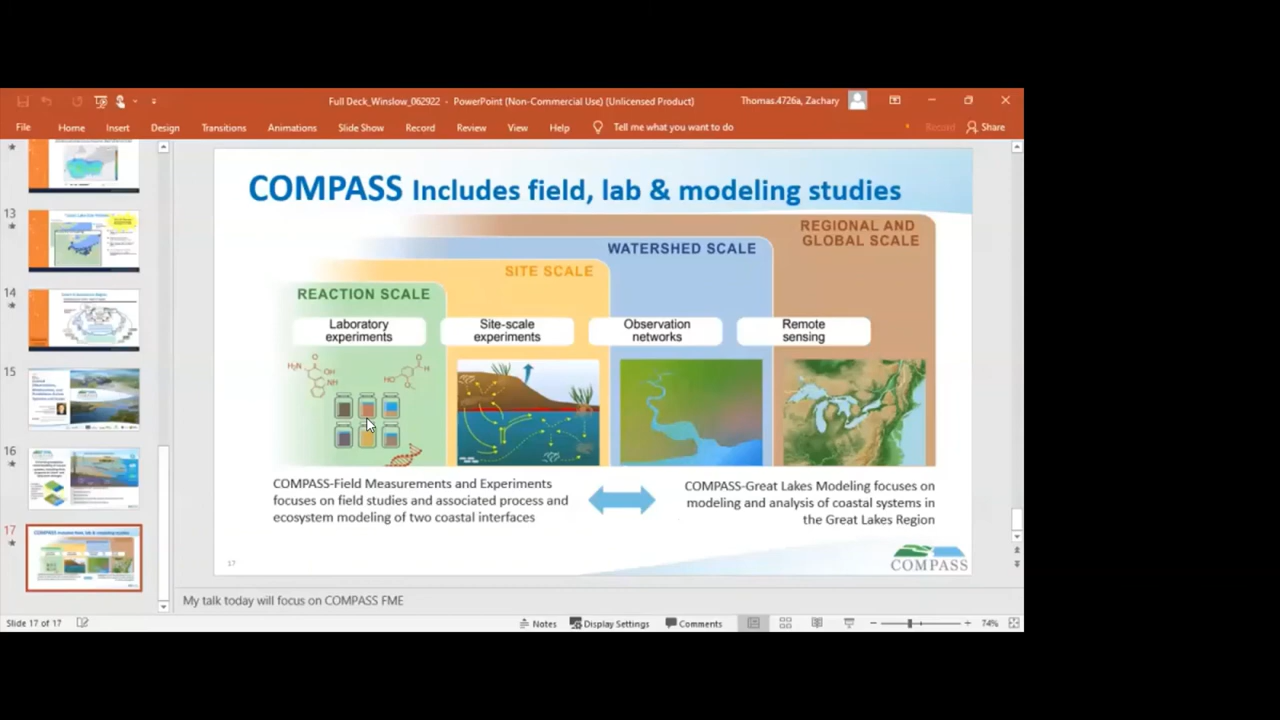 Full Deck_Winslow_062922 - PowerPoint (Non-Commercial Use) (Unlicensed Product)
Thomas.4726a, Zachary
File Home Insert Design Transitions Animations Slide Show Record Review View Help Tell me what you want to do
Record Share
13
14
15
16
17
COMPASS Includes field, lab & modeling studies
REGIONAL AND
GLOBAL SCALE
WATERSHED SCALE
SITE SCALE
REACTION SCALE
Laboratory
experiments
Site-scale
experiments
Observation
networks
Remote
sensing
H₂N
O
OH
NH
O
H
HO
O
COMPASS-Field Measurements and Experiments
focuses on field studies and associated process and
ecosystem modeling of two coastal interfaces
COMPASS-Great Lakes Modeling focuses on
modeling and analysis of coastal systems in
the Great Lakes Region
17
COMPASS
My talk today will focus on COMPASS FME
Slide 17 of 17
Notes Display Settings Comments
74%